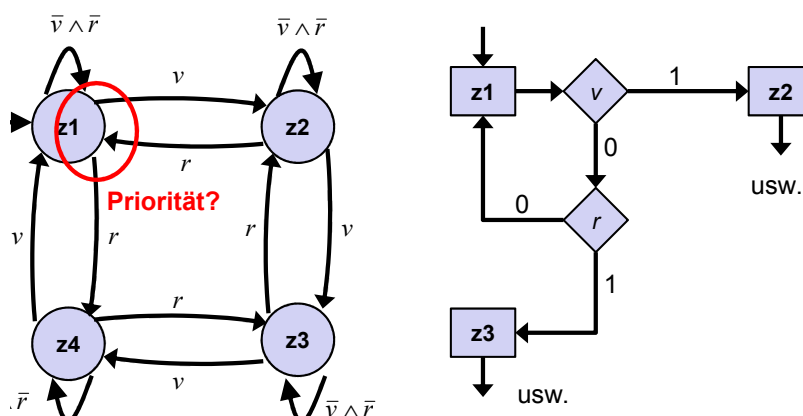 v̅ ∧ r̅
v̅ ∧ r̅
v
z1
z2
r
Priorität?
v
r
r
v
r
z4
z3
v
∧ r̅
v̅ ∧ r̅
z1
v
1
z2
0
usw.
0
r
1
z3
usw.